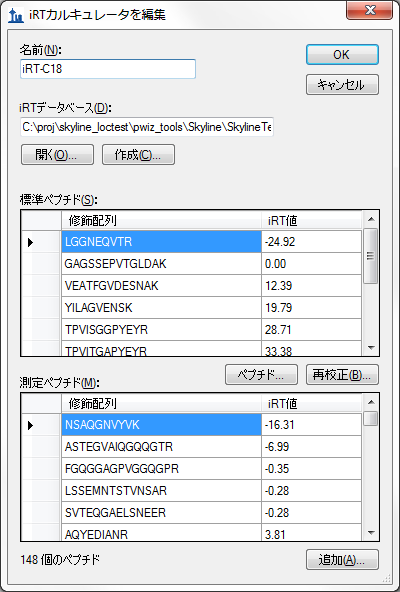 iRTカルキュレータを編集
名前(N):
OK
iRT-C18
キャンセル
iRTデータベース(D):
C:\proj\skyline_loctest\pwiz_tools\Skyline\SkylineTe
開く(O)...
作成(C)...
標準ペプチド(S):
修飾配列 iRT値
LGGNEQVTR -24.92
GAGSSEPVTGLDAK 0.00
VEATFGVDESNAK 12.39
YILAGVENSK 19.79
TPVISGGPYEYR 28.71
TPVITGAPYEYR 33.38
ペプチド...
再校正(B)...
測定ペプチド(M):
修飾配列 iRT値
NSAQGNVYVK -16.31
ASTEGVAIQGQQGTR -6.99
FGQGGAGPVGGQGPR -0.35
LSSEMNTSTVNSAR -0.28
SVTEQGAELSNEER -0.28
AQYEDIANR 3.81
148 個のペプチド
追加(A)...